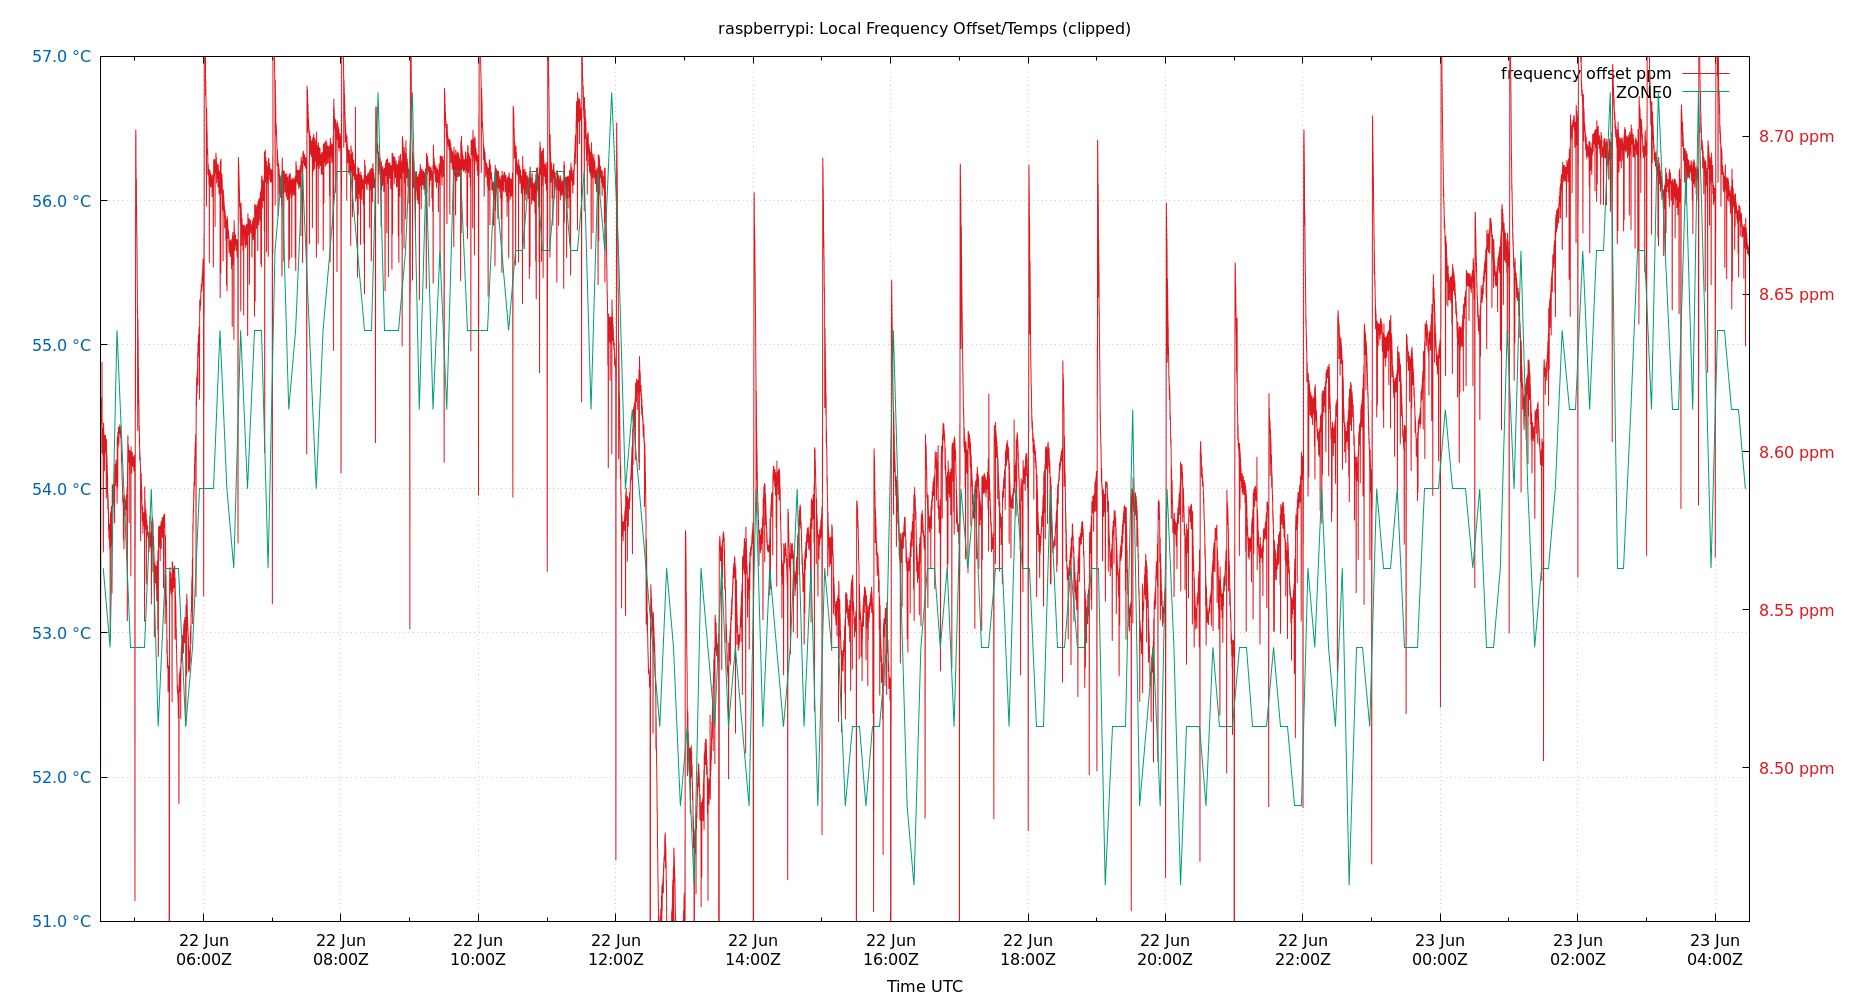 raspberrypi: Local Frequency Offset/Temps (clipped)
57.0 °C
56.0 °C
55.0 °C
54.0 °C
53.0 °C
52.0 °C
51.0 °C
frequency offset ppm
ZONE0
8.70 ppm
8.65 ppm
8.60 ppm
8.55 ppm
8.50 ppm
22 Jun 22 Jun 22 Jun 22 Jun 22 Jun 22 Jun 22 Jun 22 Jun 22 Jun 23 Jun 23 Jun 23 Jun
06:00Z 08:00Z 10:00Z 12:00Z 14:00Z 16:00Z 18:00Z 20:00Z 22:00Z 00:00Z 02:00Z 04:00Z
Time UTC